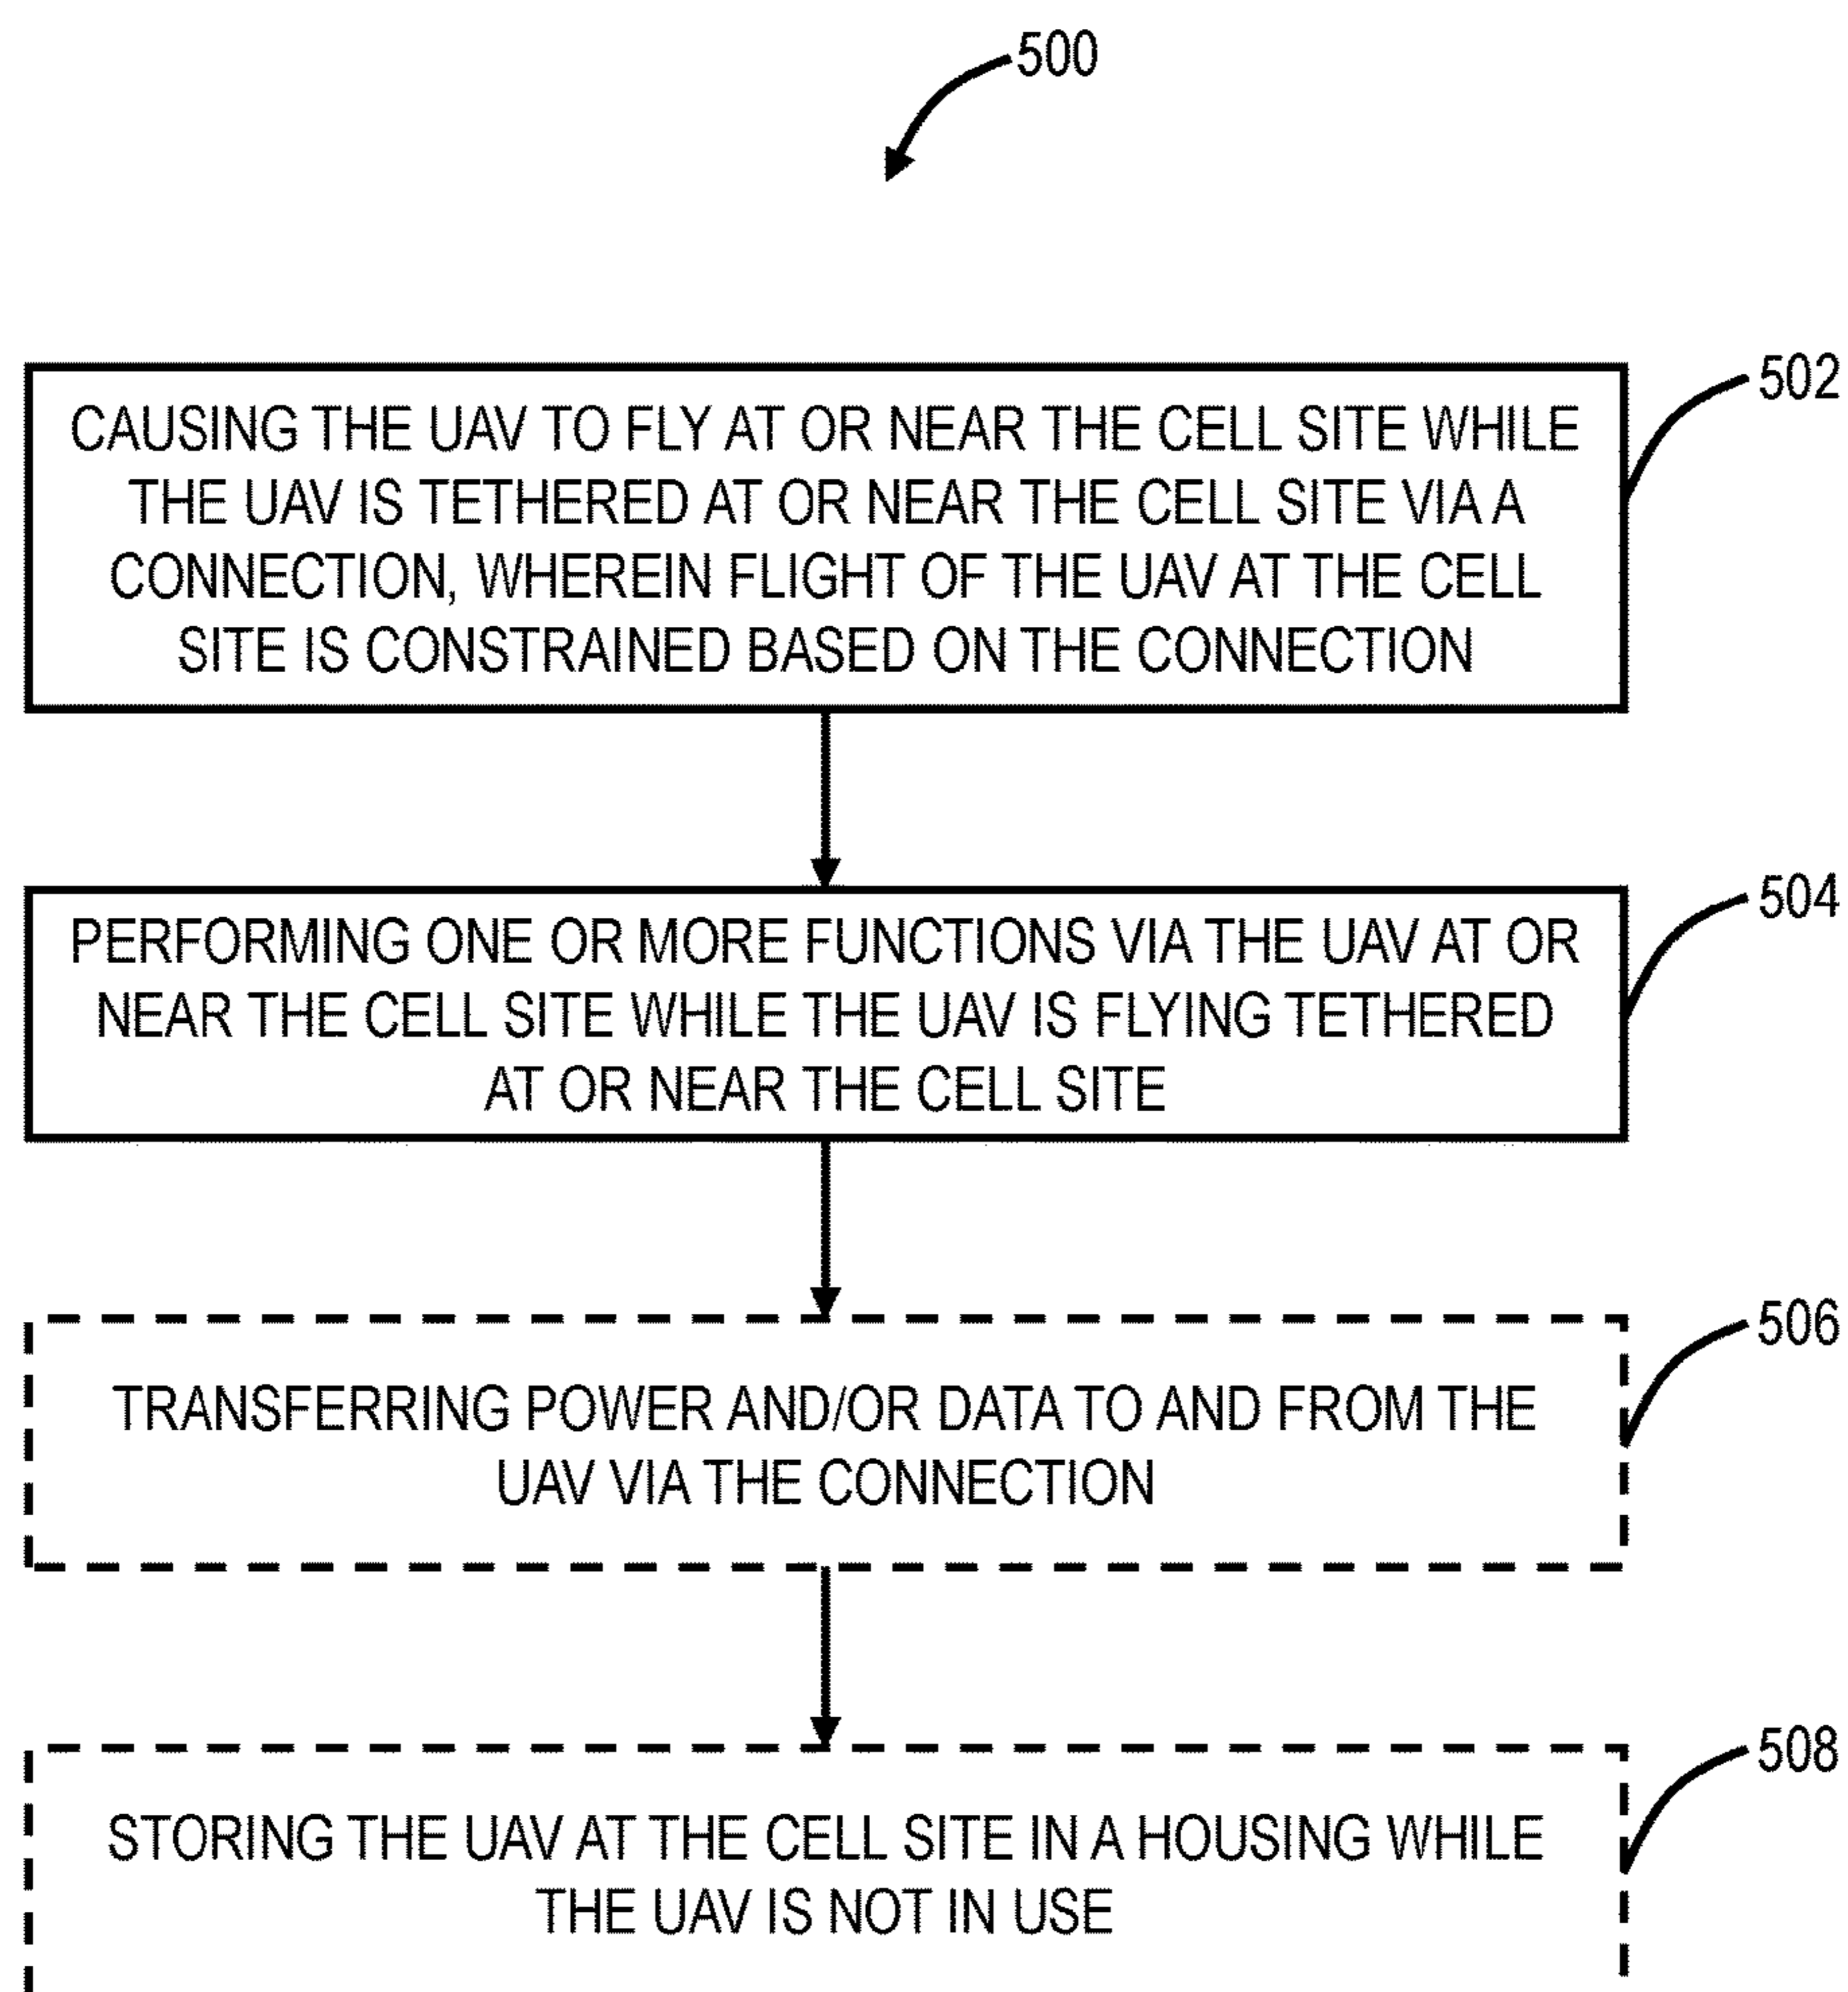 500
502
CAUSING THE UAV TO FLY AT OR NEAR THE CELL SITE WHILE
THE UAV IS TETHERED AT OR NEAR THE CELL SITE VIA A
CONNECTION, WHEREIN FLIGHT OF THE UAV AT THE CELL
SITE IS CONSTRAINED BASED ON THE CONNECTION
504
PERFORMING ONE OR MORE FUNCTIONS VIA THE UAV AT OR
NEAR THE CELL SITE WHILE THE UAV IS FLYING TETHERED
AT OR NEAR THE CELL SITE
506
TRANSFERRING POWER AND/OR DATA TO AND FROM THE
UAV VIA THE CONNECTION
508
STORING THE UAV AT THE CELL SITE IN A HOUSING WHILE
THE UAV IS NOT IN USE